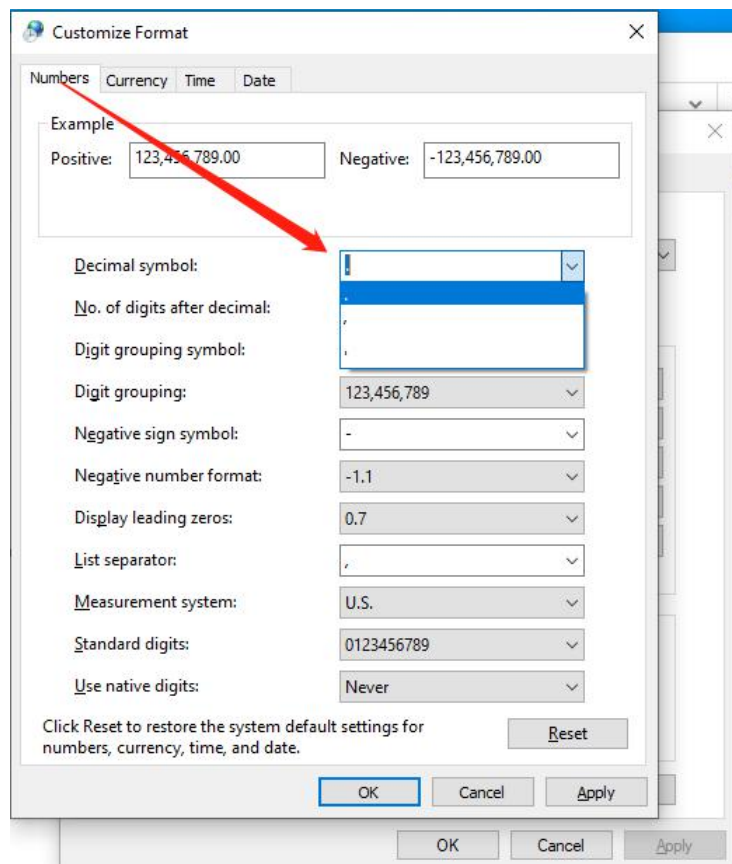 Customize Format
Numbers Currency Time Date
Example
Positive: 123,456,789.00 Negative: -123,456,789.00
Decimal symbol: .
.
No. of digits after decimal:
,
Digit grouping symbol:
Digit grouping: 123,456,789
Negative sign symbol: -
Negative number format: -1.1
Display leading zeros: 0.7
List separator: ,
Measurement system: U.S.
Standard digits: 0123456789
Use native digits: Never
Click Reset to restore the system default settings for
numbers, currency, time, and date.
Reset
OK Cancel Apply
OK Cancel Apply